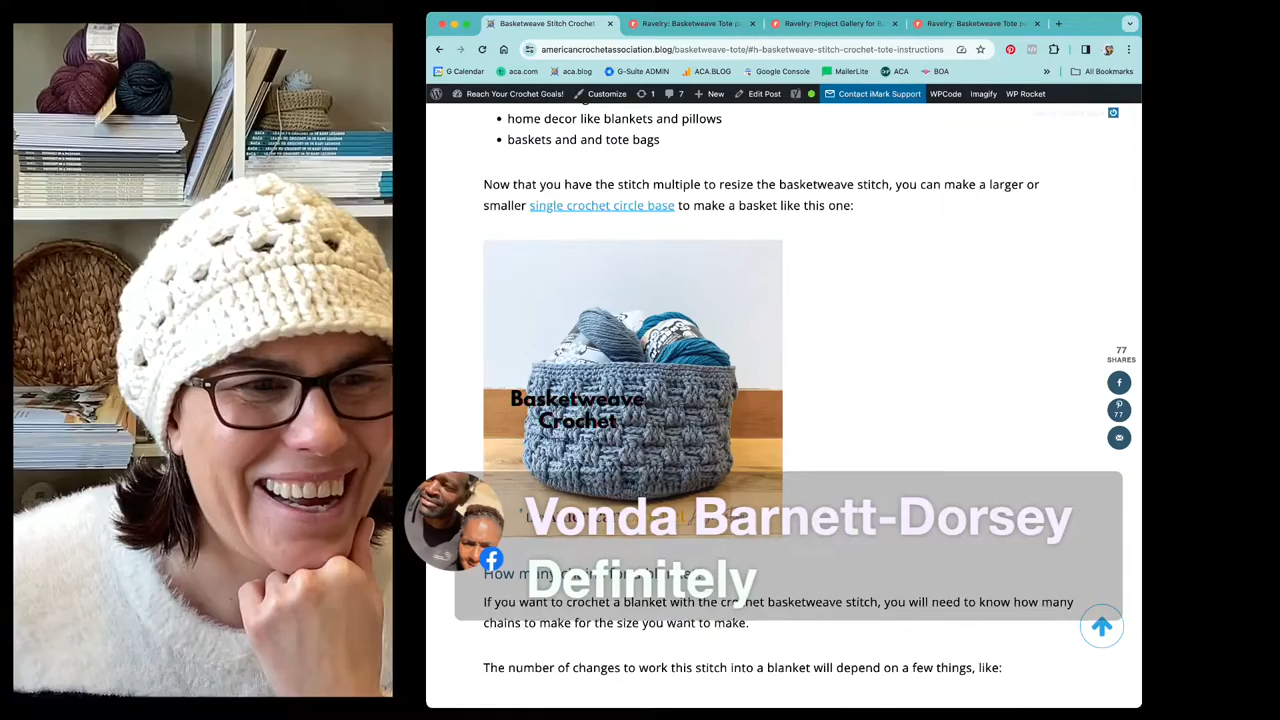 Basketweave Stitch Crochet
Ravelry: Basketweave Tote p
Ravelry: Project Gallery for B
Ravelry: Basketweave Tote p
americancrochetassociation.blog/basketweave-tote/#h-basketweave-stitch-crochet-tote-instructions
G Calendar
aca.com
aca.blog
G-Suite ADMIN
ACA.BLOG
Google Console
MailerLite
ACA
BOA
All Bookmarks
Reach Your Crochet Goals!
Customize
1
7
New
Edit Post
Contact iMark Support
WPCode
Imagify
WP Rocket
• home decor like blankets and pillows
• baskets and and tote bags
Now that you have the stitch multiple to resize the basketweave stitch, you can make a larger or
smaller single crochet circle base to make a basket like this one:
Basketweave
Crochet
77
SHARES
77
Vonda Barnett-Dorsey
Definitely
How many
If you want to crochet a blanket with the crochet basketweave stitch, you will need to know how many
chains to make for the size you want to make.
The number of changes to work this stitch into a blanket will depend on a few things, like: